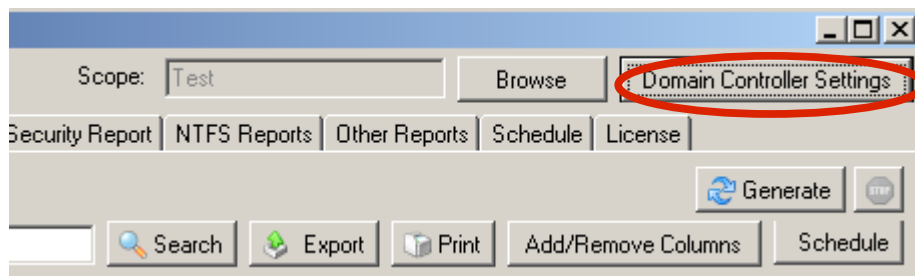 Scope: Test Browse Domain Controller Settings
Security Report NTFS Reports Other Reports Schedule License
Generate STOP
Search Export Print Add/Remove Columns Schedule